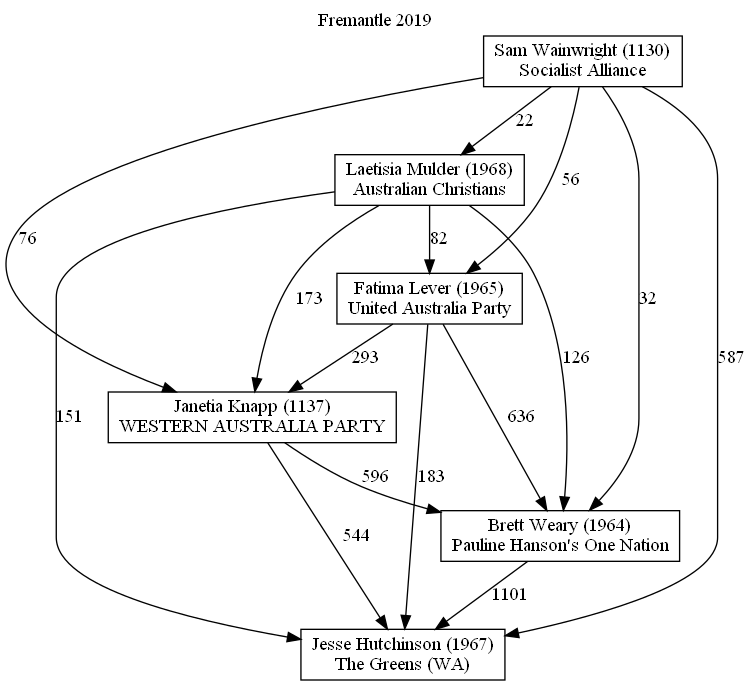 Fremantle 2019
Sam Wainwright (1130)
Socialist Alliance
22
56
Laetisia Mulder (1968)
Australian Christians
76
82
32
Fatima Lever (1965)
United Australia Party
173
587
293
126
Janetia Knapp (1137)
WESTERN AUSTRALIA PARTY
151
636
596
183
Brett Weary (1964)
Pauline Hanson's One Nation
544
1101
Jesse Hutchinson (1967)
The Greens (WA)